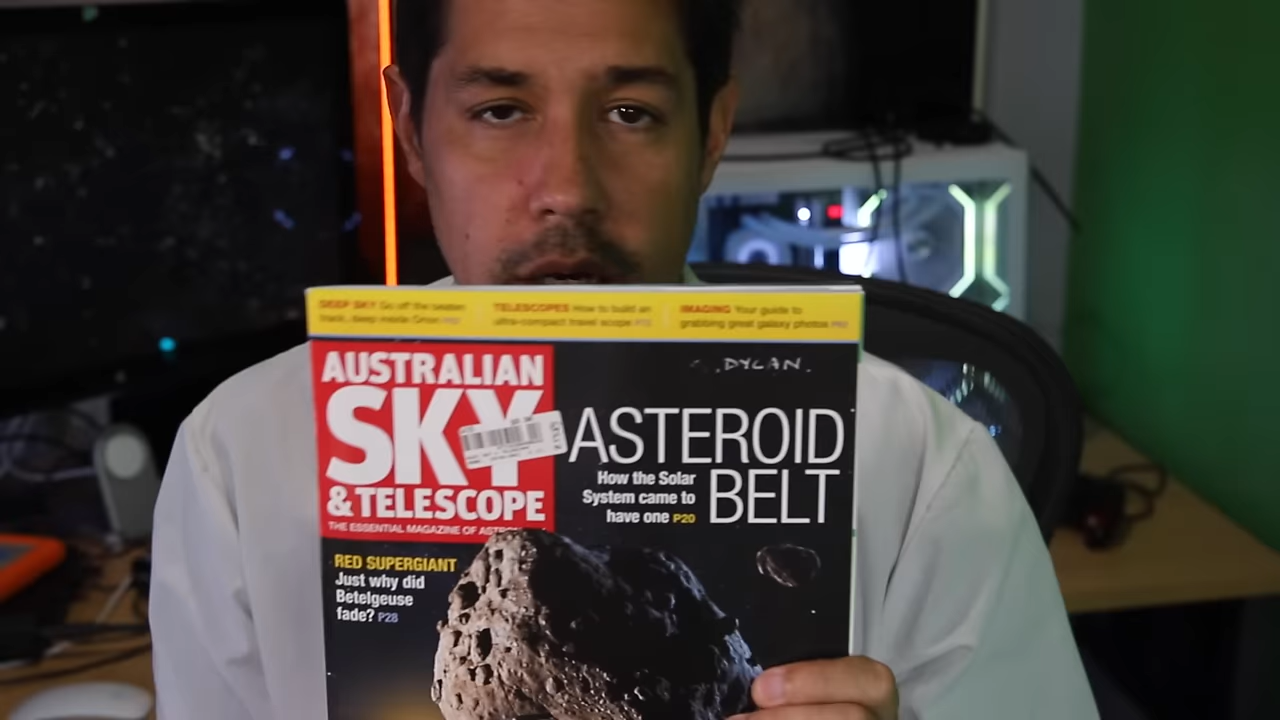 DEEP SKY Go off the beaten
track, deep inside Orion
TELESCOPES How to build an
ultra-compact travel scope P72
IMAGING Your guide to
grabbing great galaxy photos
DYLAN.
AUSTRALIAN
SKY
& TELESCOPE
THE ESSENTIAL MAGAZINE OF
ASTEROID
BELT
How the Solar
System came to
have one P20
RED SUPERGIANT
Just why did
Betelgeuse
fade? P28